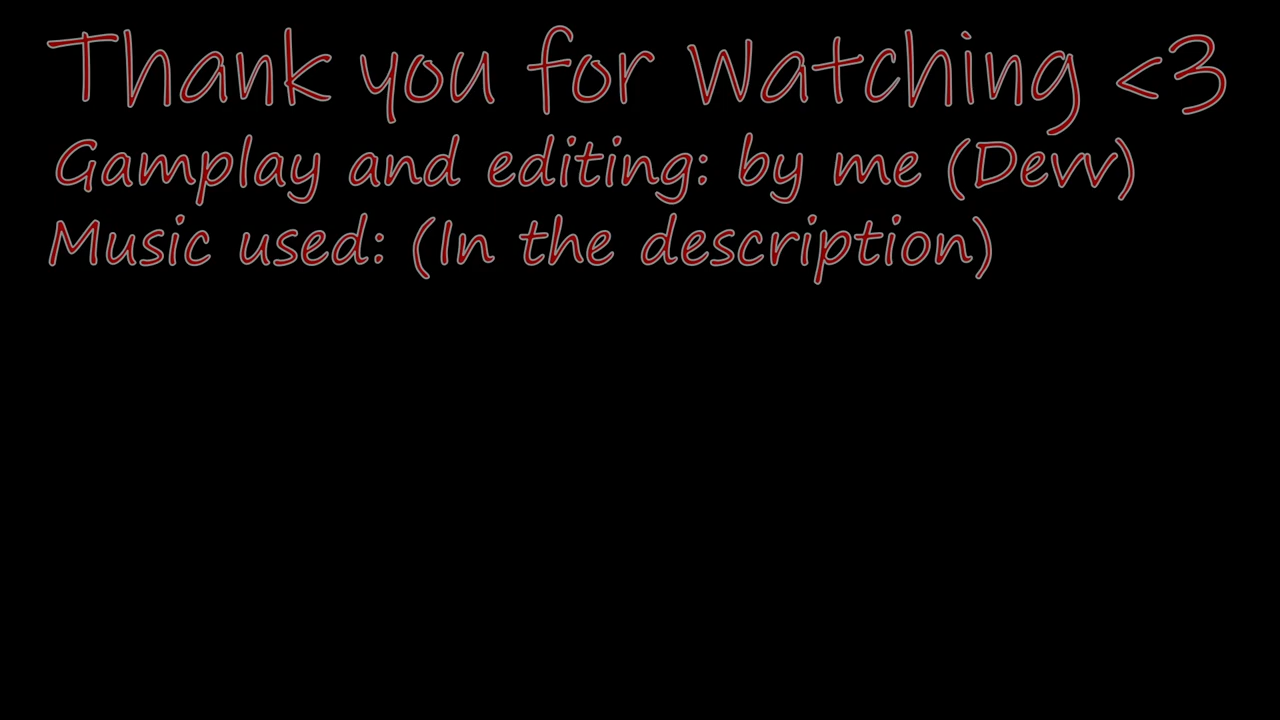 Thank you for Watching <3
Gamplay and editing: by me (Devv)
Music used: (In the description)